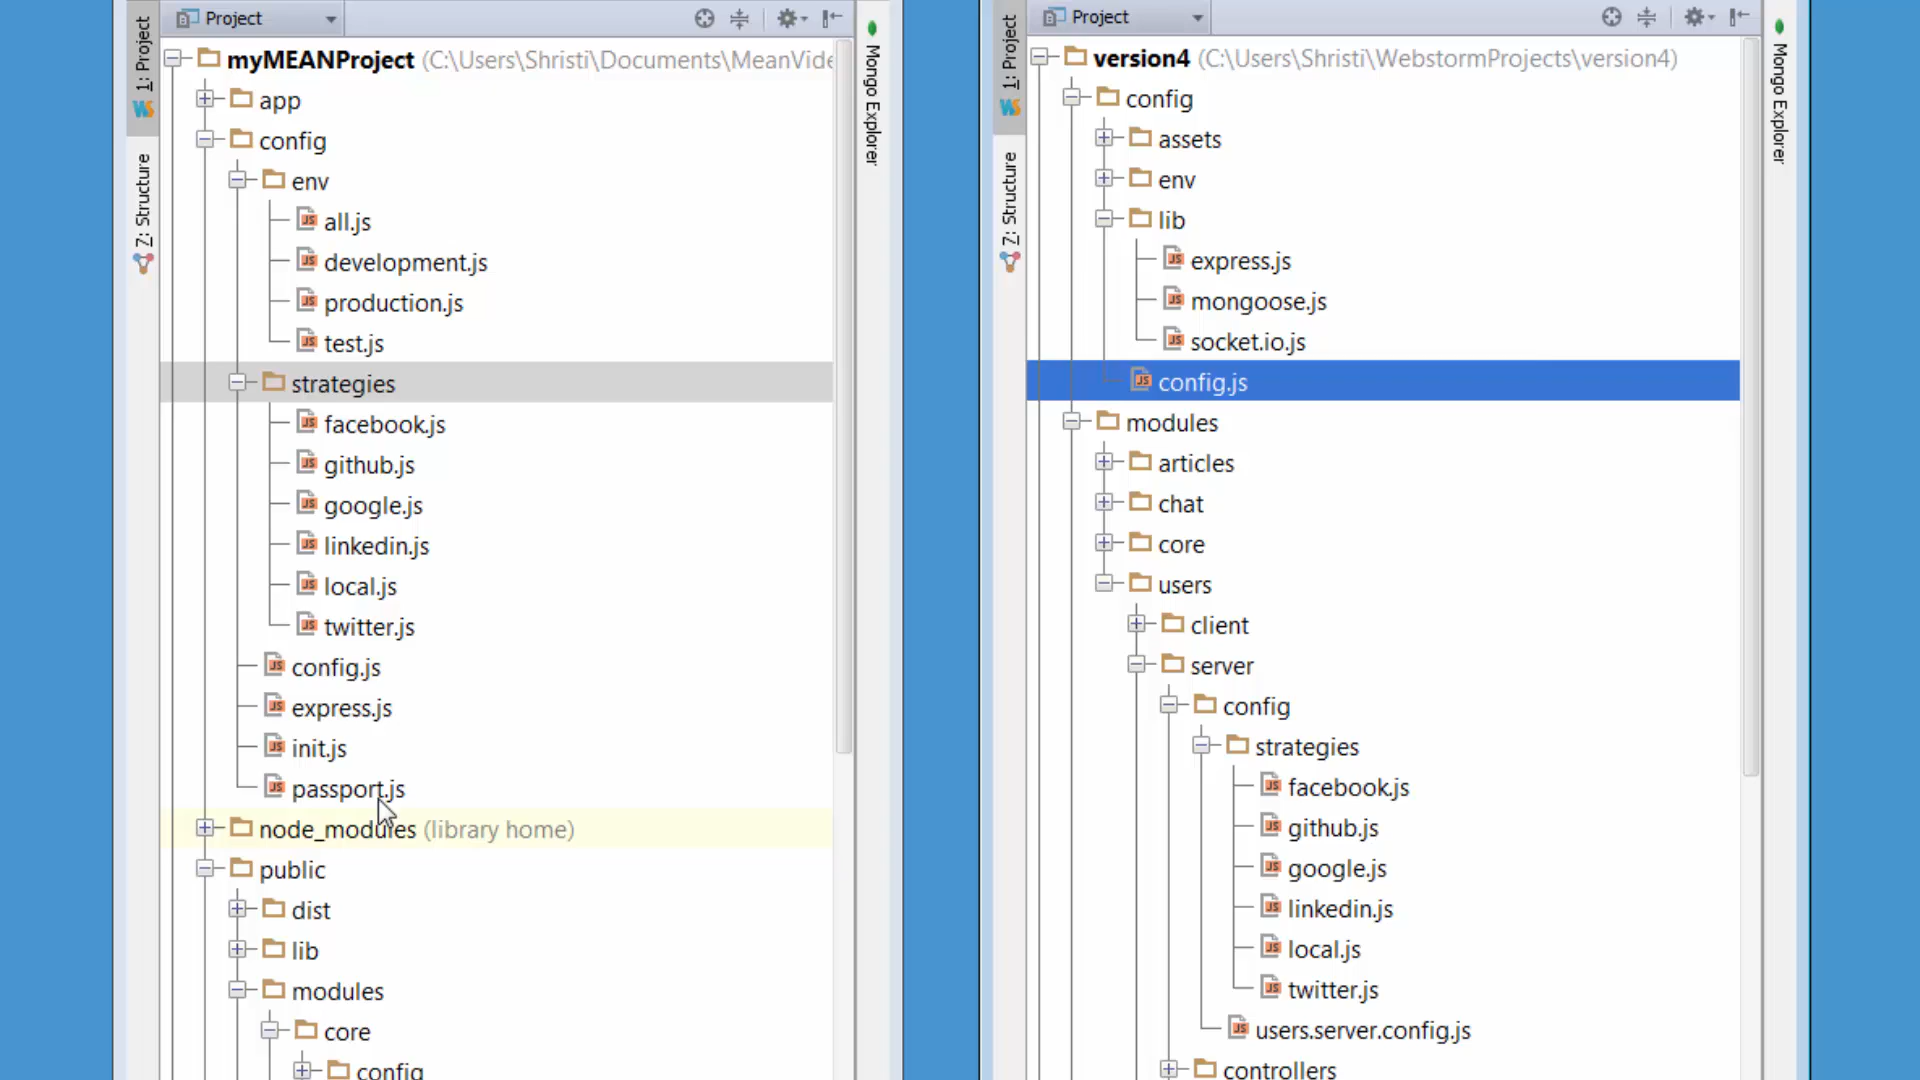 Project
1: Project
7: Structure
Mongo Explorer
myMEANProject (C:\Users\Shristi\Documents\MeanVide
app
config
env
all.js
development.js
production.js
test.js
strategies
facebook.js
github.js
google.js
linkedin.js
local.js
twitter.js
config.js
express.js
init.js
passport.js
node_modules (library home)
public
dist
lib
modules
core
config
Project
1: Project
7: Structure
Mongo Explorer
version4 (C:\Users\Shristi\WebstormProjects\version4)
config
assets
env
lib
express.js
mongoose.js
socket.io.js
config.js
modules
articles
chat
core
users
client
server
config
strategies
facebook.js
github.js
google.js
linkedin.js
local.js
twitter.js
users.server.config.js
controllers